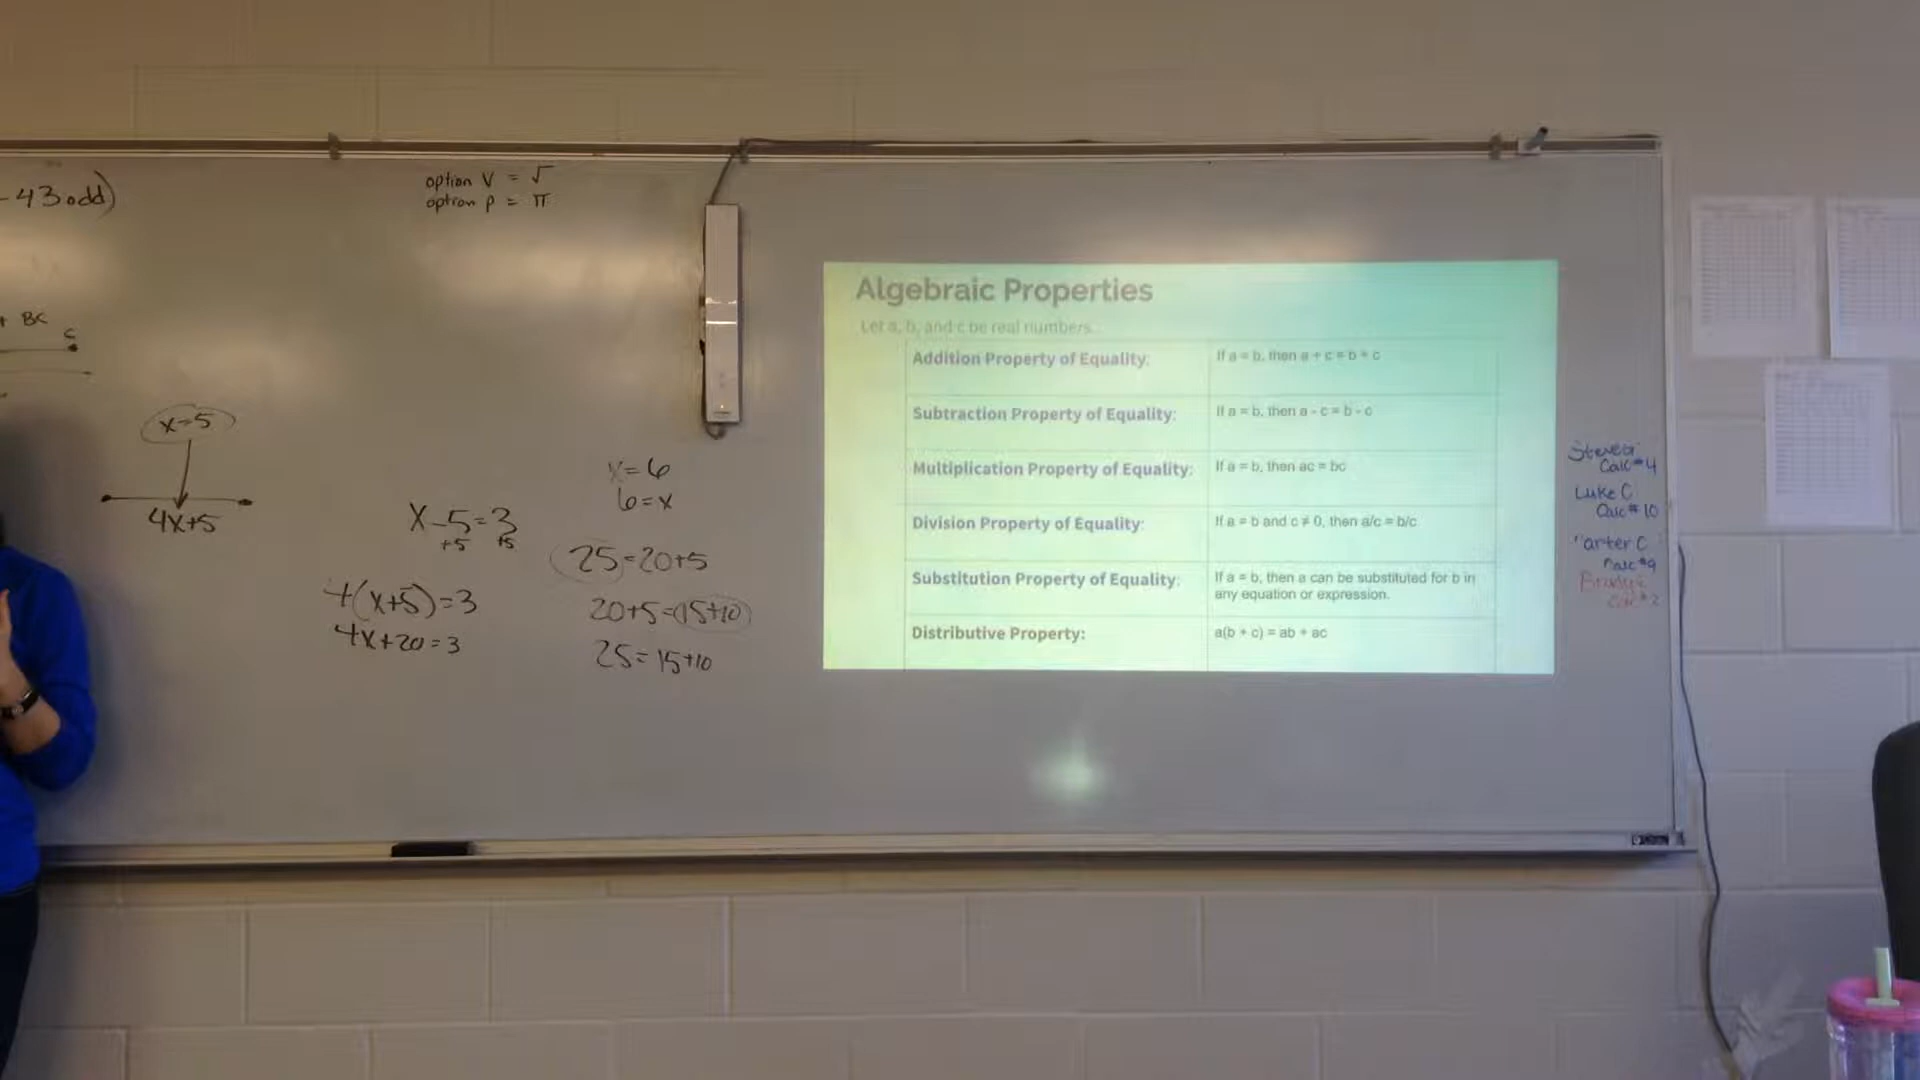 -43 odd)
option V = √
option p = π
+ BC
C
x=5
4x+5
x-5=3
+5 +5
4(x+5)=3
4x+20=3
x=6
6=x
25=20+5
20+5=15+10
25=15+10
Algebraic Properties
Let a, b, and c be real numbers...
Addition Property of Equality: If a = b, then a + c = b + c
Subtraction Property of Equality: If a = b, then a - c = b - c
Multiplication Property of Equality: If a = b, then ac = bc
Division Property of Equality: If a = b and c ≠ 0, then a/c = b/c
Substitution Property of Equality: If a = b, then a can be substituted for b in
any equation or expression.
Distributive Property: a(b + c) = ab + ac
Calc #4
Luke C
Calc #10
arter C
Calc #9